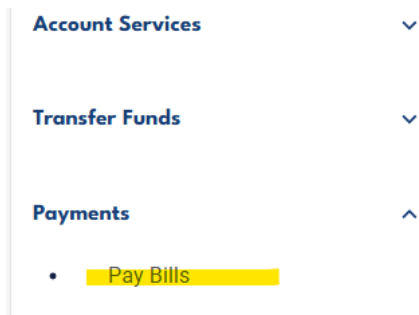 Account Services
Transfer Funds
Payments
• Pay Bills